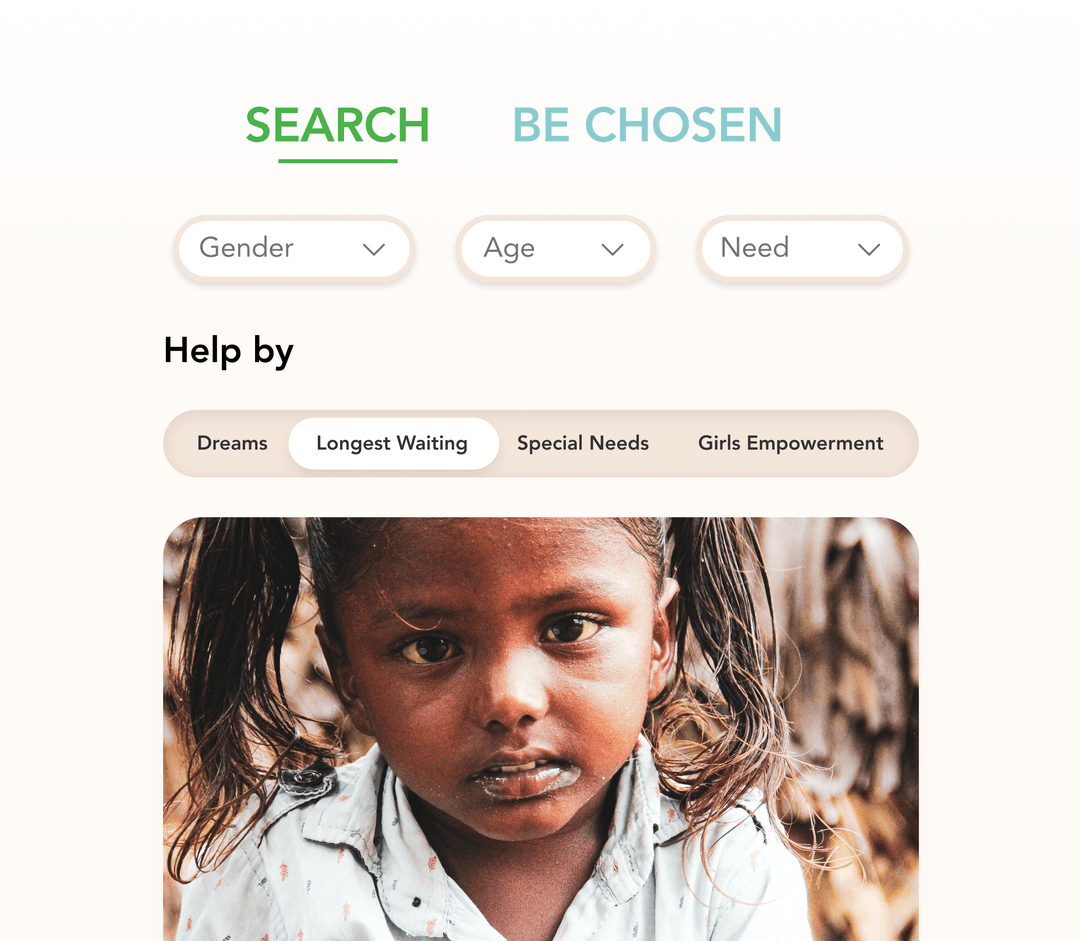 SEARCH BE CHOSEN
Gender Age Need
Help by
Dreams Longest Waiting Special Needs Girls Empowerment